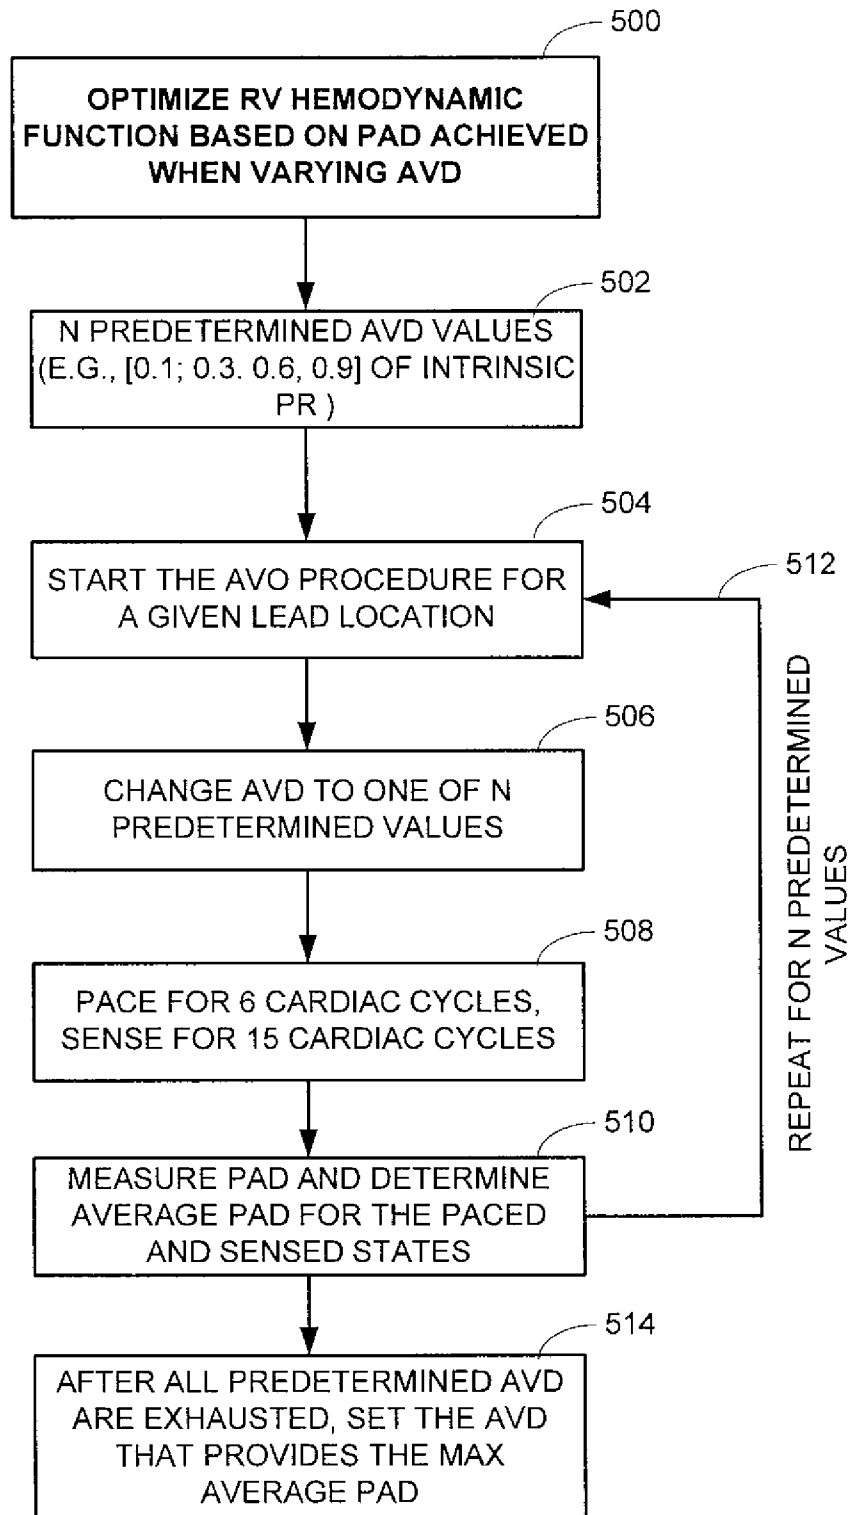 500
OPTIMIZE RV HEMODYNAMIC
FUNCTION BASED ON PAD ACHIEVED
WHEN VARYING AVD
502
N PREDETERMINED AVD VALUES
(E.G., [0.1; 0.3. 0.6, 0.9] OF INTRINSIC
PR )
504
START THE AVO PROCEDURE FOR
A GIVEN LEAD LOCATION
512
506
CHANGE AVD TO ONE OF N
PREDETERMINED VALUES
REPEAT FOR N PREDETERMINED
VALUES
508
PACE FOR 6 CARDIAC CYCLES,
SENSE FOR 15 CARDIAC CYCLES
510
MEASURE PAD AND DETERMINE
AVERAGE PAD FOR THE PACED
AND SENSED STATES
514
AFTER ALL PREDETERMINED AVD
ARE EXHAUSTED, SET THE AVD
THAT PROVIDES THE MAX
AVERAGE PAD